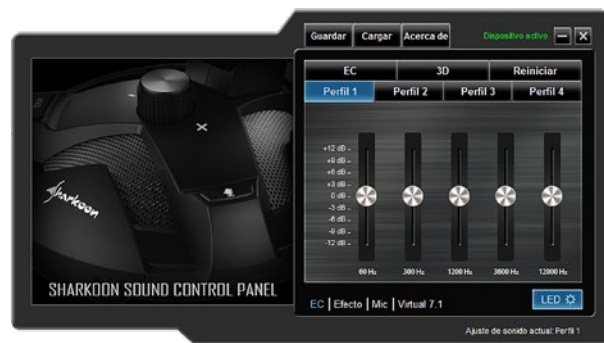 Guardar Cargar Acerca de Dispositivo activo
EC 3D Reiniciar
Perfil 1 Perfil 2 Perfil 3 Perfil 4
+12 dB
+9 dB
+6 dB
+3 dB
0 dB
-3 dB
-6 dB
-9 dB
-12 dB
60 Hz 300 Hz 1200 Hz 3600 Hz 12000 Hz
Sharkoon
SHARKOON SOUND CONTROL PANEL
EC | Efecto | Mic | Virtual 7.1 LED
Ajuste de sonido actual: Perfil 1